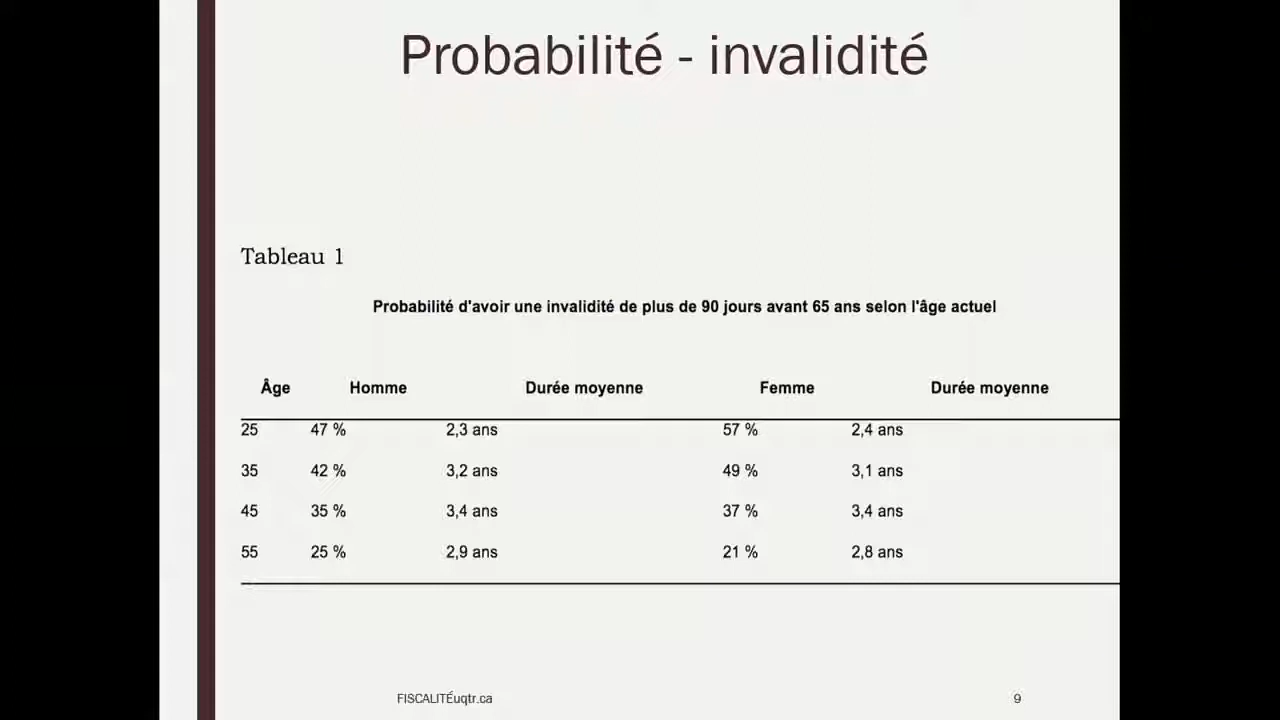 Probabilité - invalidité
Tableau 1
Probabilité d'avoir une invalidité de plus de 90 jours avant 65 ans selon l'âge actuel
Âge Homme Durée moyenne Femme Durée moyenne
25 47 % 2,3 ans 57 % 2,4 ans
35 42 % 3,2 ans 49 % 3,1 ans
45 35 % 3,4 ans 37 % 3,4 ans
55 25 % 2,9 ans 21 % 2,8 ans
FISCALITÉuqtr.ca 9